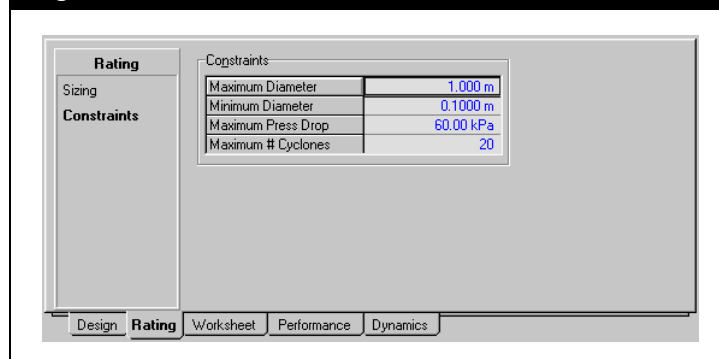 Rating
Sizing
Constraints
Constraints
Maximum Diameter 1.000 m
Minimum Diameter 0.1000 m
Maximum Press Drop 60.00 kPa
Maximum # Cyclones 20
Design Rating Worksheet Performance Dynamics